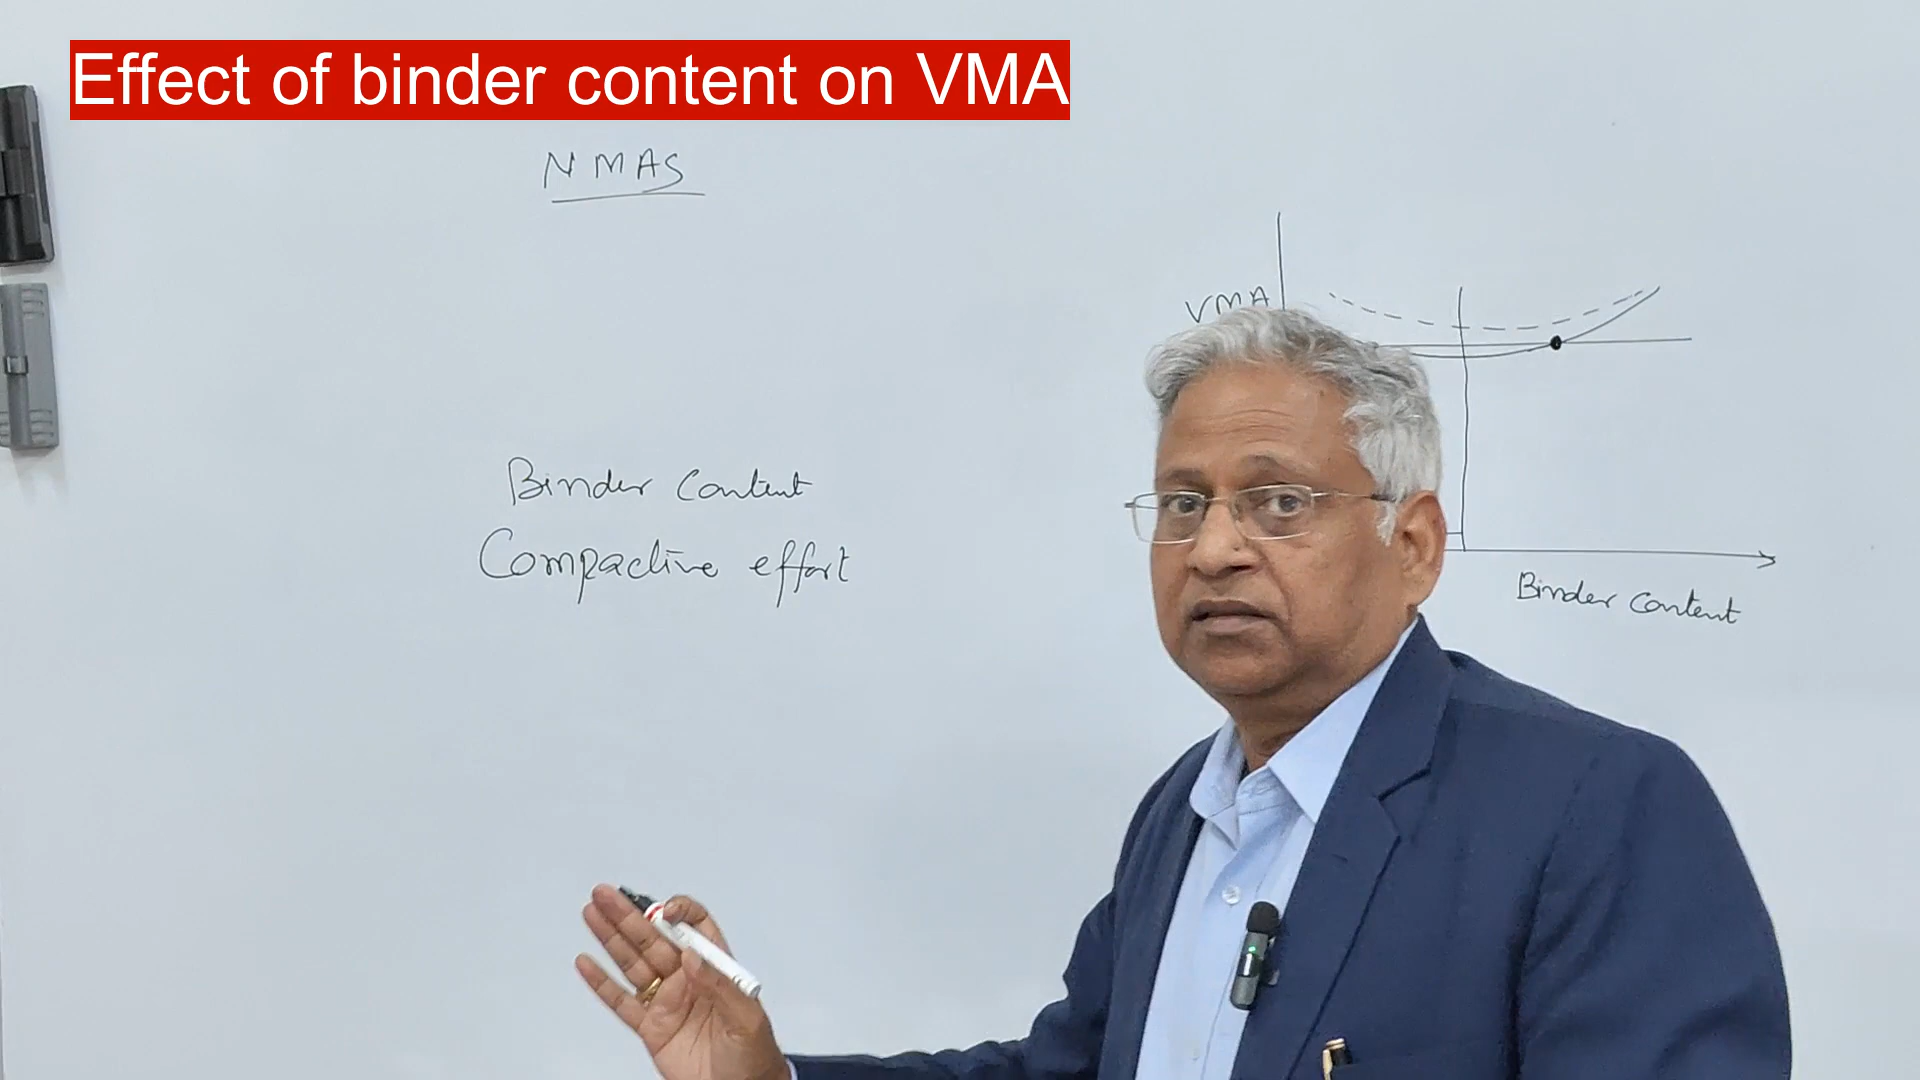 Effect of binder content on VMA
NMAS
VMA
Binder Content
Compactive effort
Binder Content